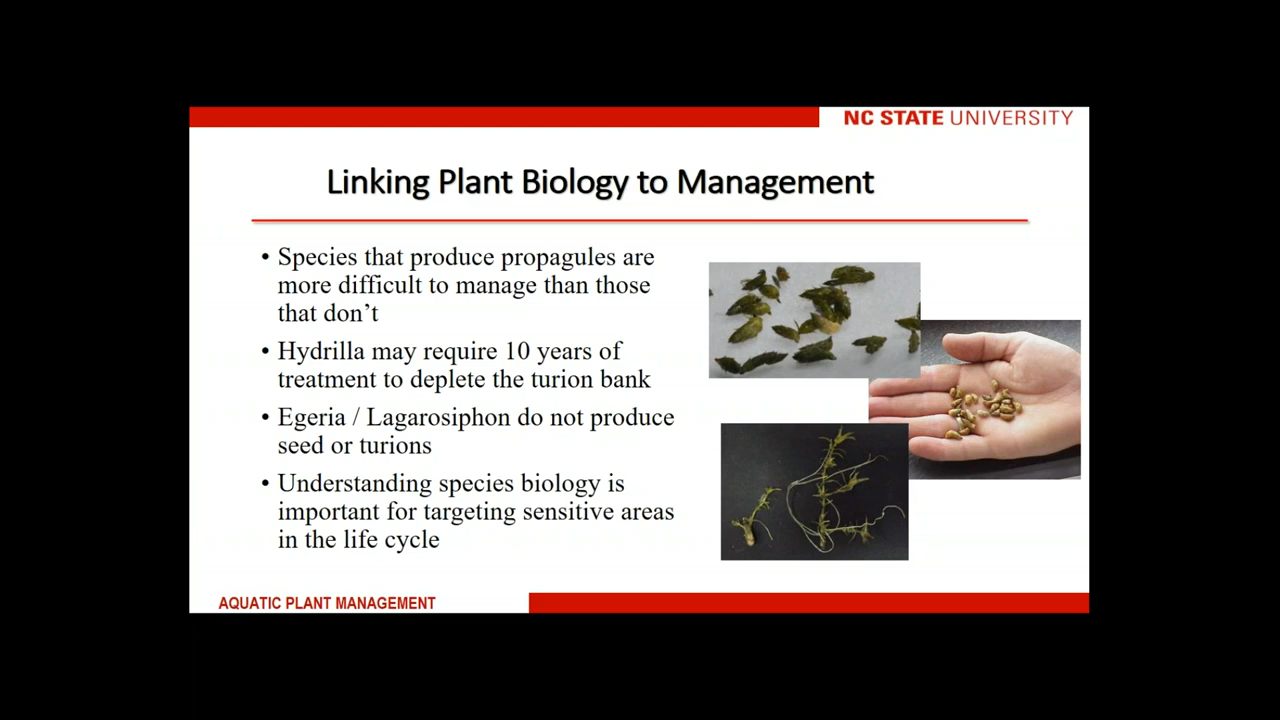 NC STATE UNIVERSITY
Linking Plant Biology to Management
• Species that produce propagules are
more difficult to manage than those
that don’t
• Hydrilla may require 10 years of
treatment to deplete the turion bank
• Egeria / Lagarosiphon do not produce
seed or turions
• Understanding species biology is
important for targeting sensitive areas
in the life cycle
AQUATIC PLANT MANAGEMENT